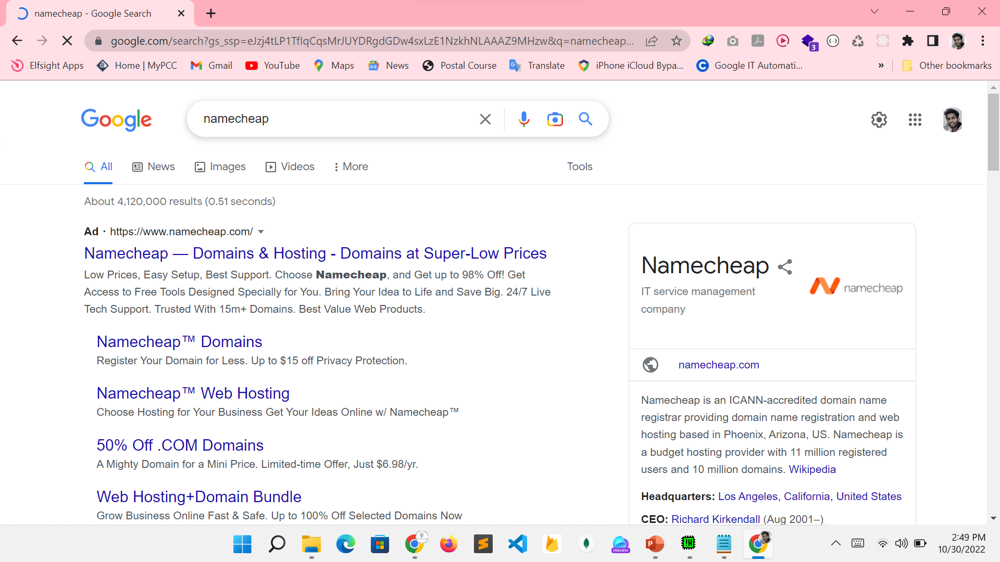 namecheap - Google Search
google.com/search?gs_ssp=eJzj4tLP1TfIqCqsMrJUYDRgdGDw4sxLzE1NzkhNLAAAZ9MHzw&q=namecheap...
3
Elfsight Apps
Home | MyPCC
Gmail
YouTube
Maps
News
Postal Course
Translate
iPhone iCloud Bypa...
Google IT Automati...
»
Other bookmarks
Google
namecheap
All
News
Images
Videos
More
Tools
About 4,120,000 results (0.51 seconds)
Ad · https://www.namecheap.com/
Namecheap — Domains & Hosting - Domains at Super-Low Prices
Low Prices, Easy Setup, Best Support. Choose Namecheap, and Get up to 98% Off! Get
Access to Free Tools Designed Specially for You. Bring Your Idea to Life and Save Big. 24/7 Live
Tech Support. Trusted With 15m+ Domains. Best Value Web Products.
Namecheap™ Domains
Register Your Domain for Less. Up to $15 off Privacy Protection.
Namecheap™ Web Hosting
Choose Hosting for Your Business Get Your Ideas Online w/ Namecheap™
50% Off .COM Domains
A Mighty Domain for a Mini Price. Limited-time Offer, Just $6.98/yr.
Web Hosting+Domain Bundle
Grow Business Online Fast & Safe. Up to 100% Off Selected Domains Now
Namecheap
IT service management
company
namecheap
namecheap.com
Namecheap is an ICANN-accredited domain name
registrar providing domain name registration and web
hosting based in Phoenix, Arizona, US. Namecheap is
a budget hosting provider with 11 million registered
users and 10 million domains. Wikipedia
Headquarters: Los Angeles, California, United States
CEO: Richard Kirkendall (Aug 2001–)
PREVIEW
P
2:49 PM
10/30/2022